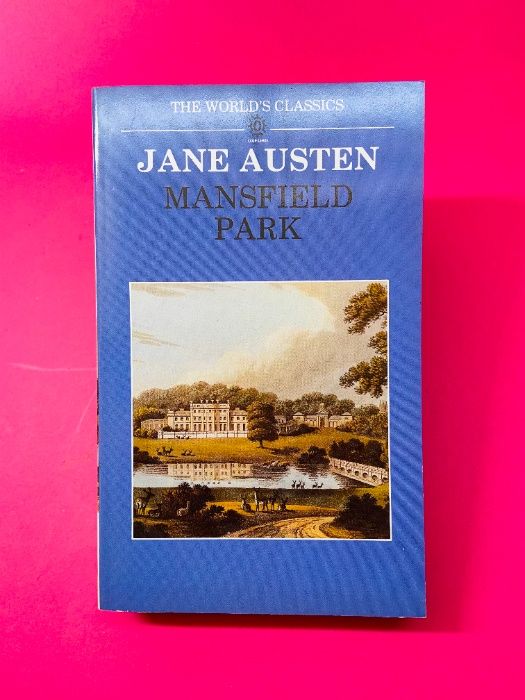 THE WORLD'S CLASSICS
JANE AUSTEN
MANSFIELD
PARK